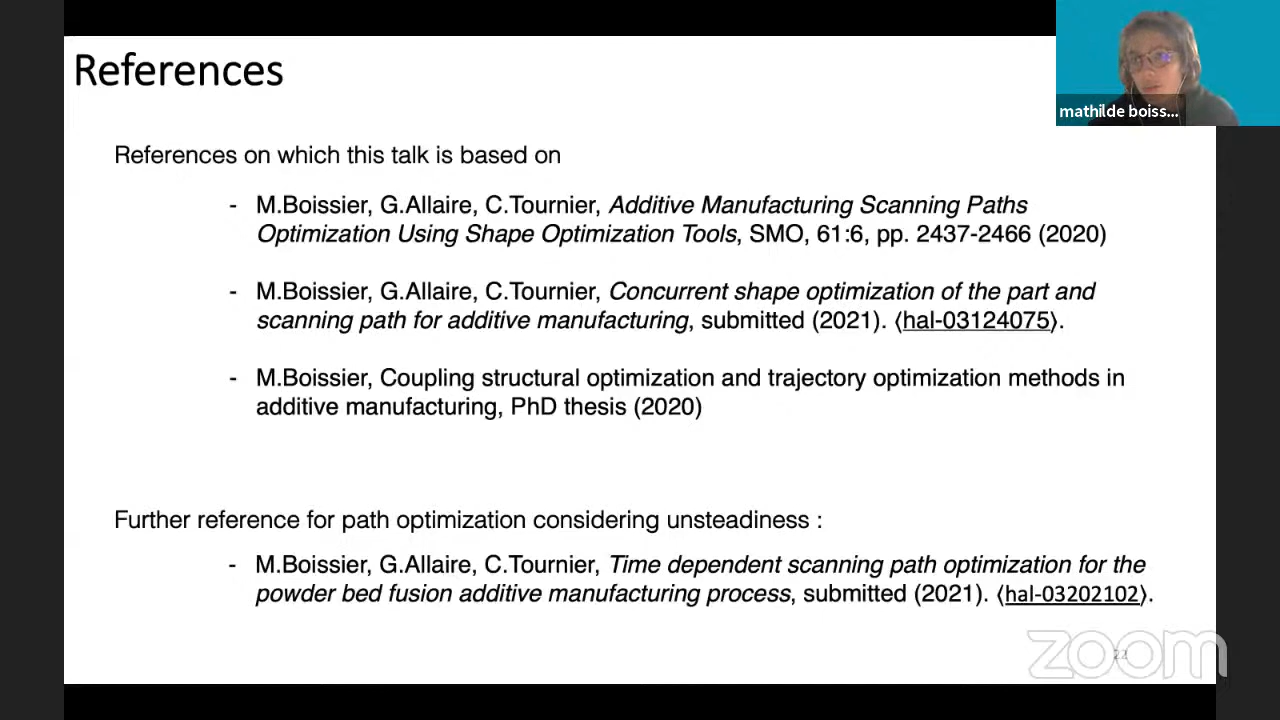 References
mathilde boiss...
References on which this talk is based on
- M.Boissier, G.Allaire, C.Tournier, Additive Manufacturing Scanning Paths
Optimization Using Shape Optimization Tools, SMO, 61:6, pp. 2437-2466 (2020)
- M.Boissier, G.Allaire, C.Tournier, Concurrent shape optimization of the part and
scanning path for additive manufacturing, submitted (2021). ⟨hal-03124075⟩.
- M.Boissier, Coupling structural optimization and trajectory optimization methods in
additive manufacturing, PhD thesis (2020)
Further reference for path optimization considering unsteadiness :
- M.Boissier, G.Allaire, C.Tournier, Time dependent scanning path optimization for the
powder bed fusion additive manufacturing process, submitted (2021). ⟨hal-03202102⟩.
zoom
22